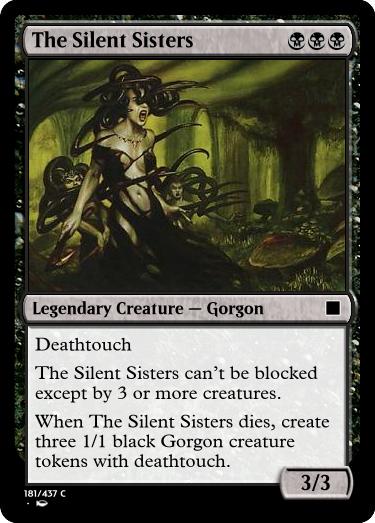 The Silent Sisters
Legendary Creature — Gorgon
Deathtouch
The Silent Sisters can't be blocked
except by 3 or more creatures.
When The Silent Sisters dies, create
three 1/1 black Gorgon creature
tokens with deathtouch.
3/3
181/437 C